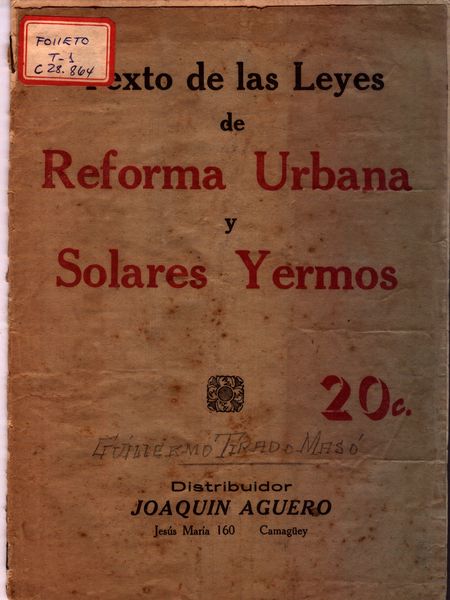 FOllETO
T-1
C 28.864
Texto de las Leyes
de
Reforma Urbana
y
Solares Yermos
20c.
GUILLERMO TIRADO MASÓ
Distribuidor
JOAQUIN AGUERO
Jesús María 160 Camagüey